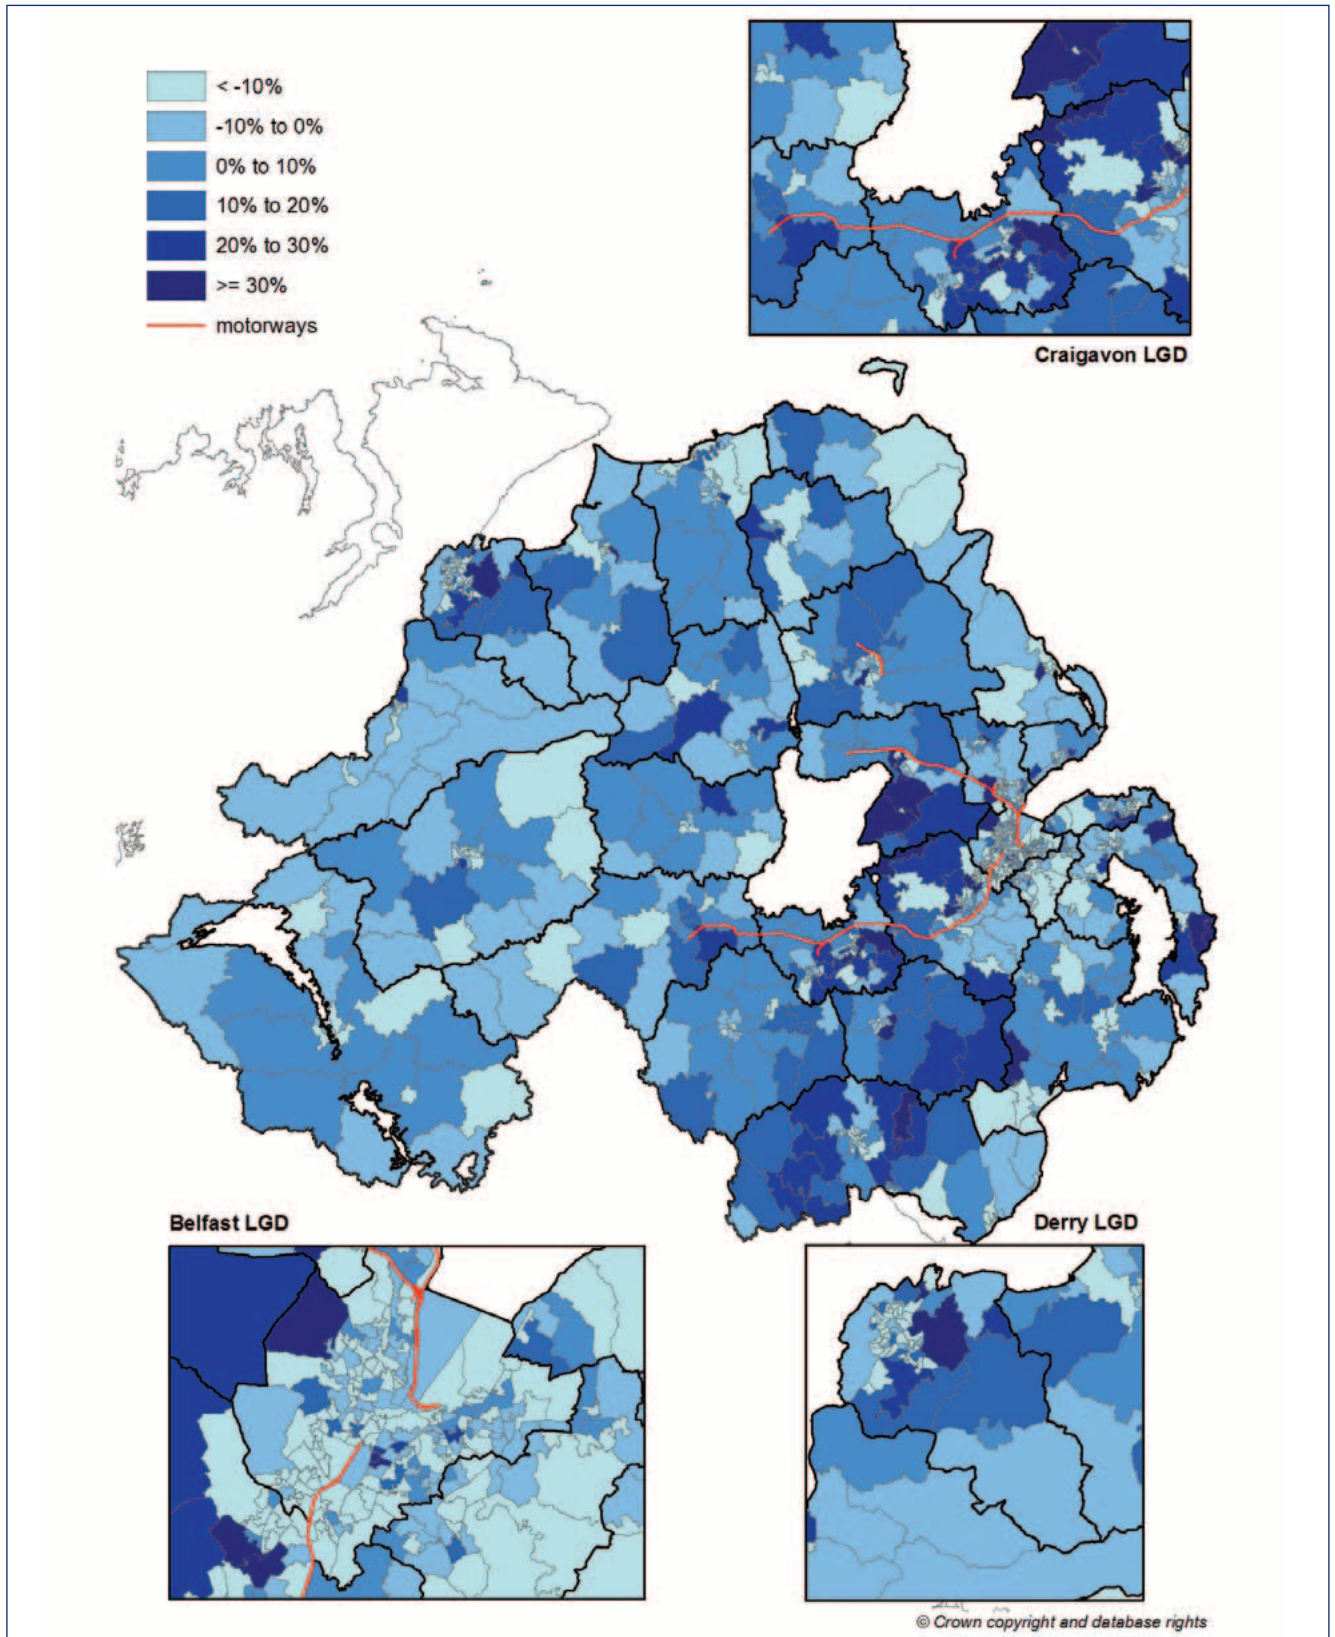 < -10%
-10% to 0%
0% to 10%
10% to 20%
20% to 30%
>= 30%
motorways
Craigavon LGD
Belfast LGD
Derry LGD
© Crown copyright and database rights